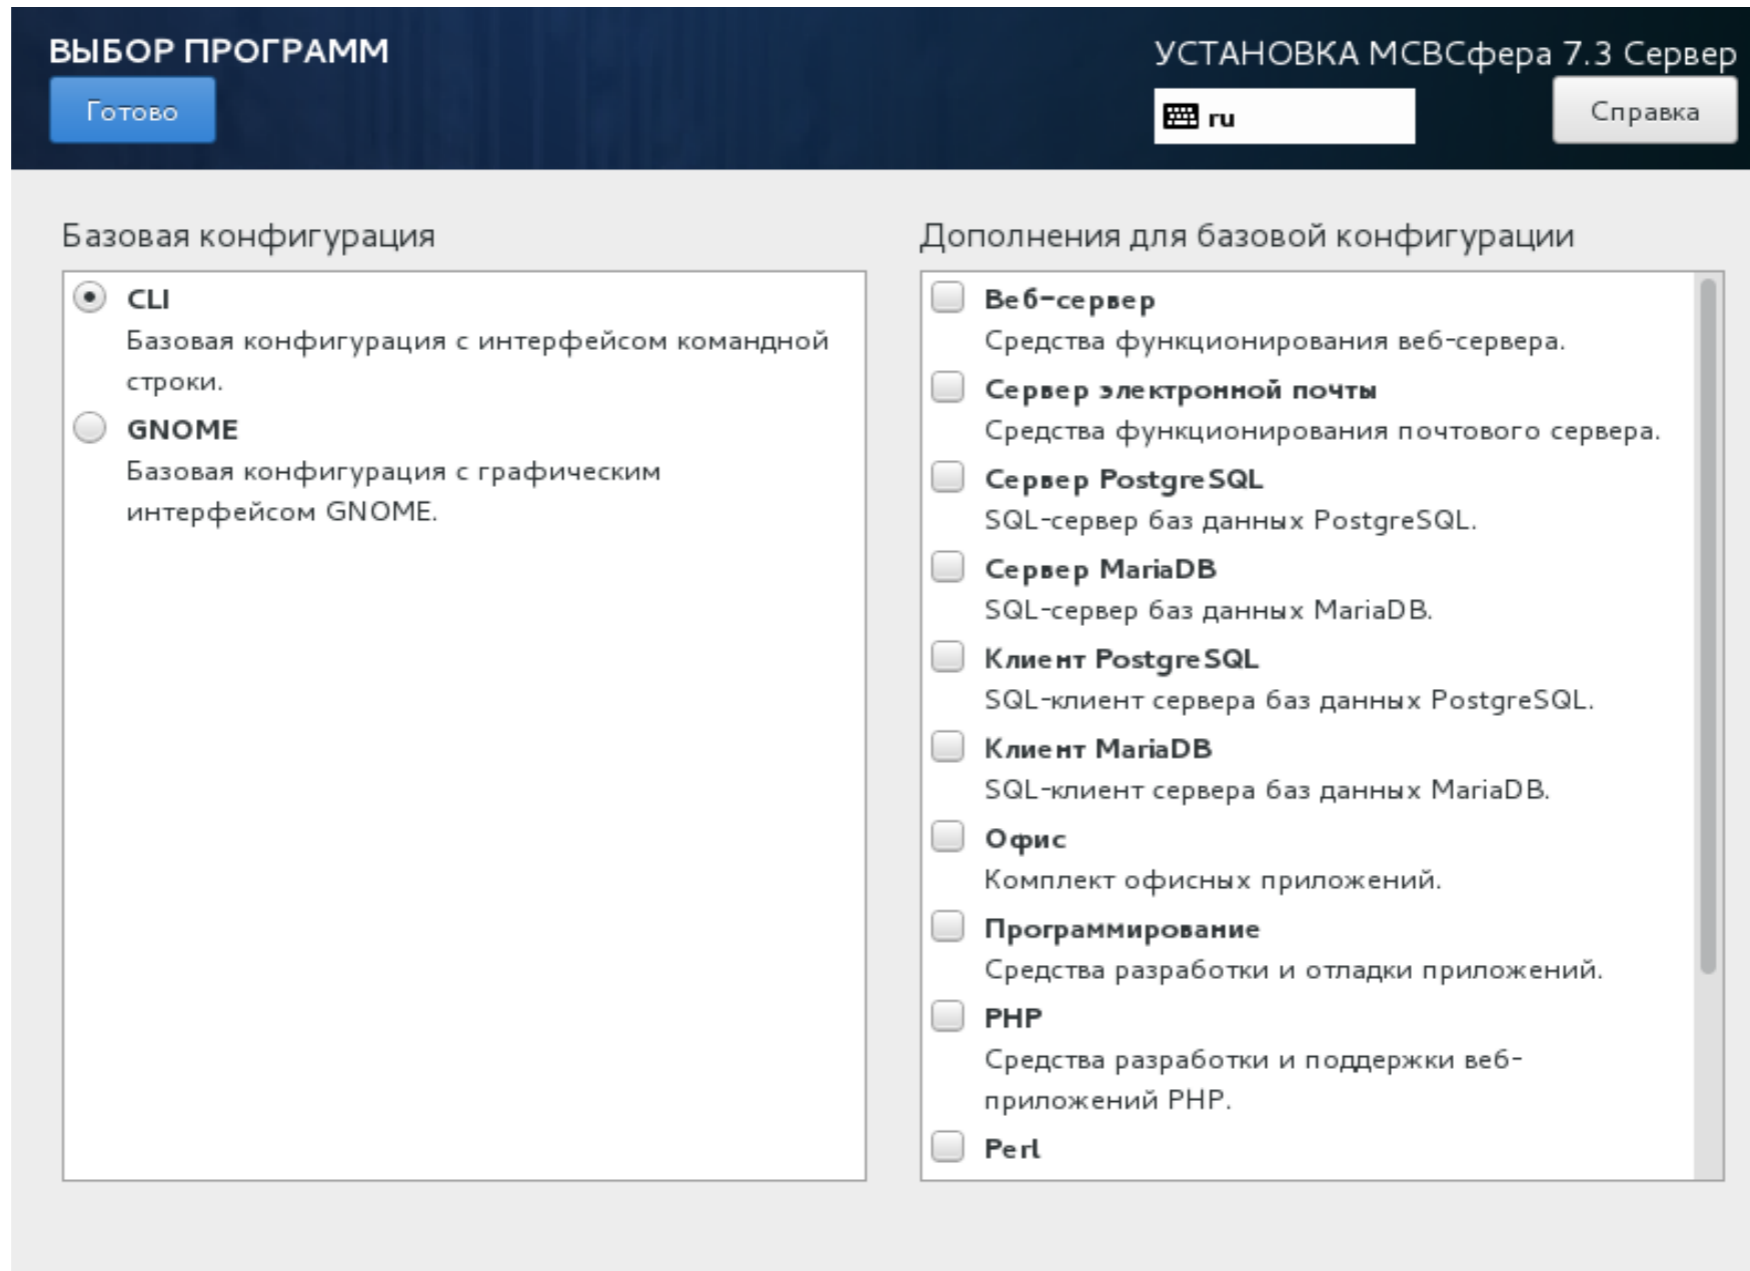 ВЫБОР ПРОГРАММ
Готово
УСТАНОВКА МСВСфера 7.3 Сервер
ru
Справка
Базовая конфигурация
CLI
Базовая конфигурация с интерфейсом командной
строки.
GNOME
Базовая конфигурация с графическим
интерфейсом GNOME.
Дополнения для базовой конфигурации
Веб-сервер
Средства функционирования веб-сервера.
Сервер электронной почты
Средства функционирования почтового сервера.
Сервер PostgreSQL
SQL-сервер баз данных PostgreSQL.
Сервер MariaDB
SQL-сервер баз данных MariaDB.
Клиент PostgreSQL
SQL-клиент сервера баз данных PostgreSQL.
Клиент MariaDB
SQL-клиент сервера баз данных MariaDB.
Офис
Комплект офисных приложений.
Программирование
Средства разработки и отладки приложений.
PHP
Средства разработки и поддержки веб-
приложений PHP.
Perl